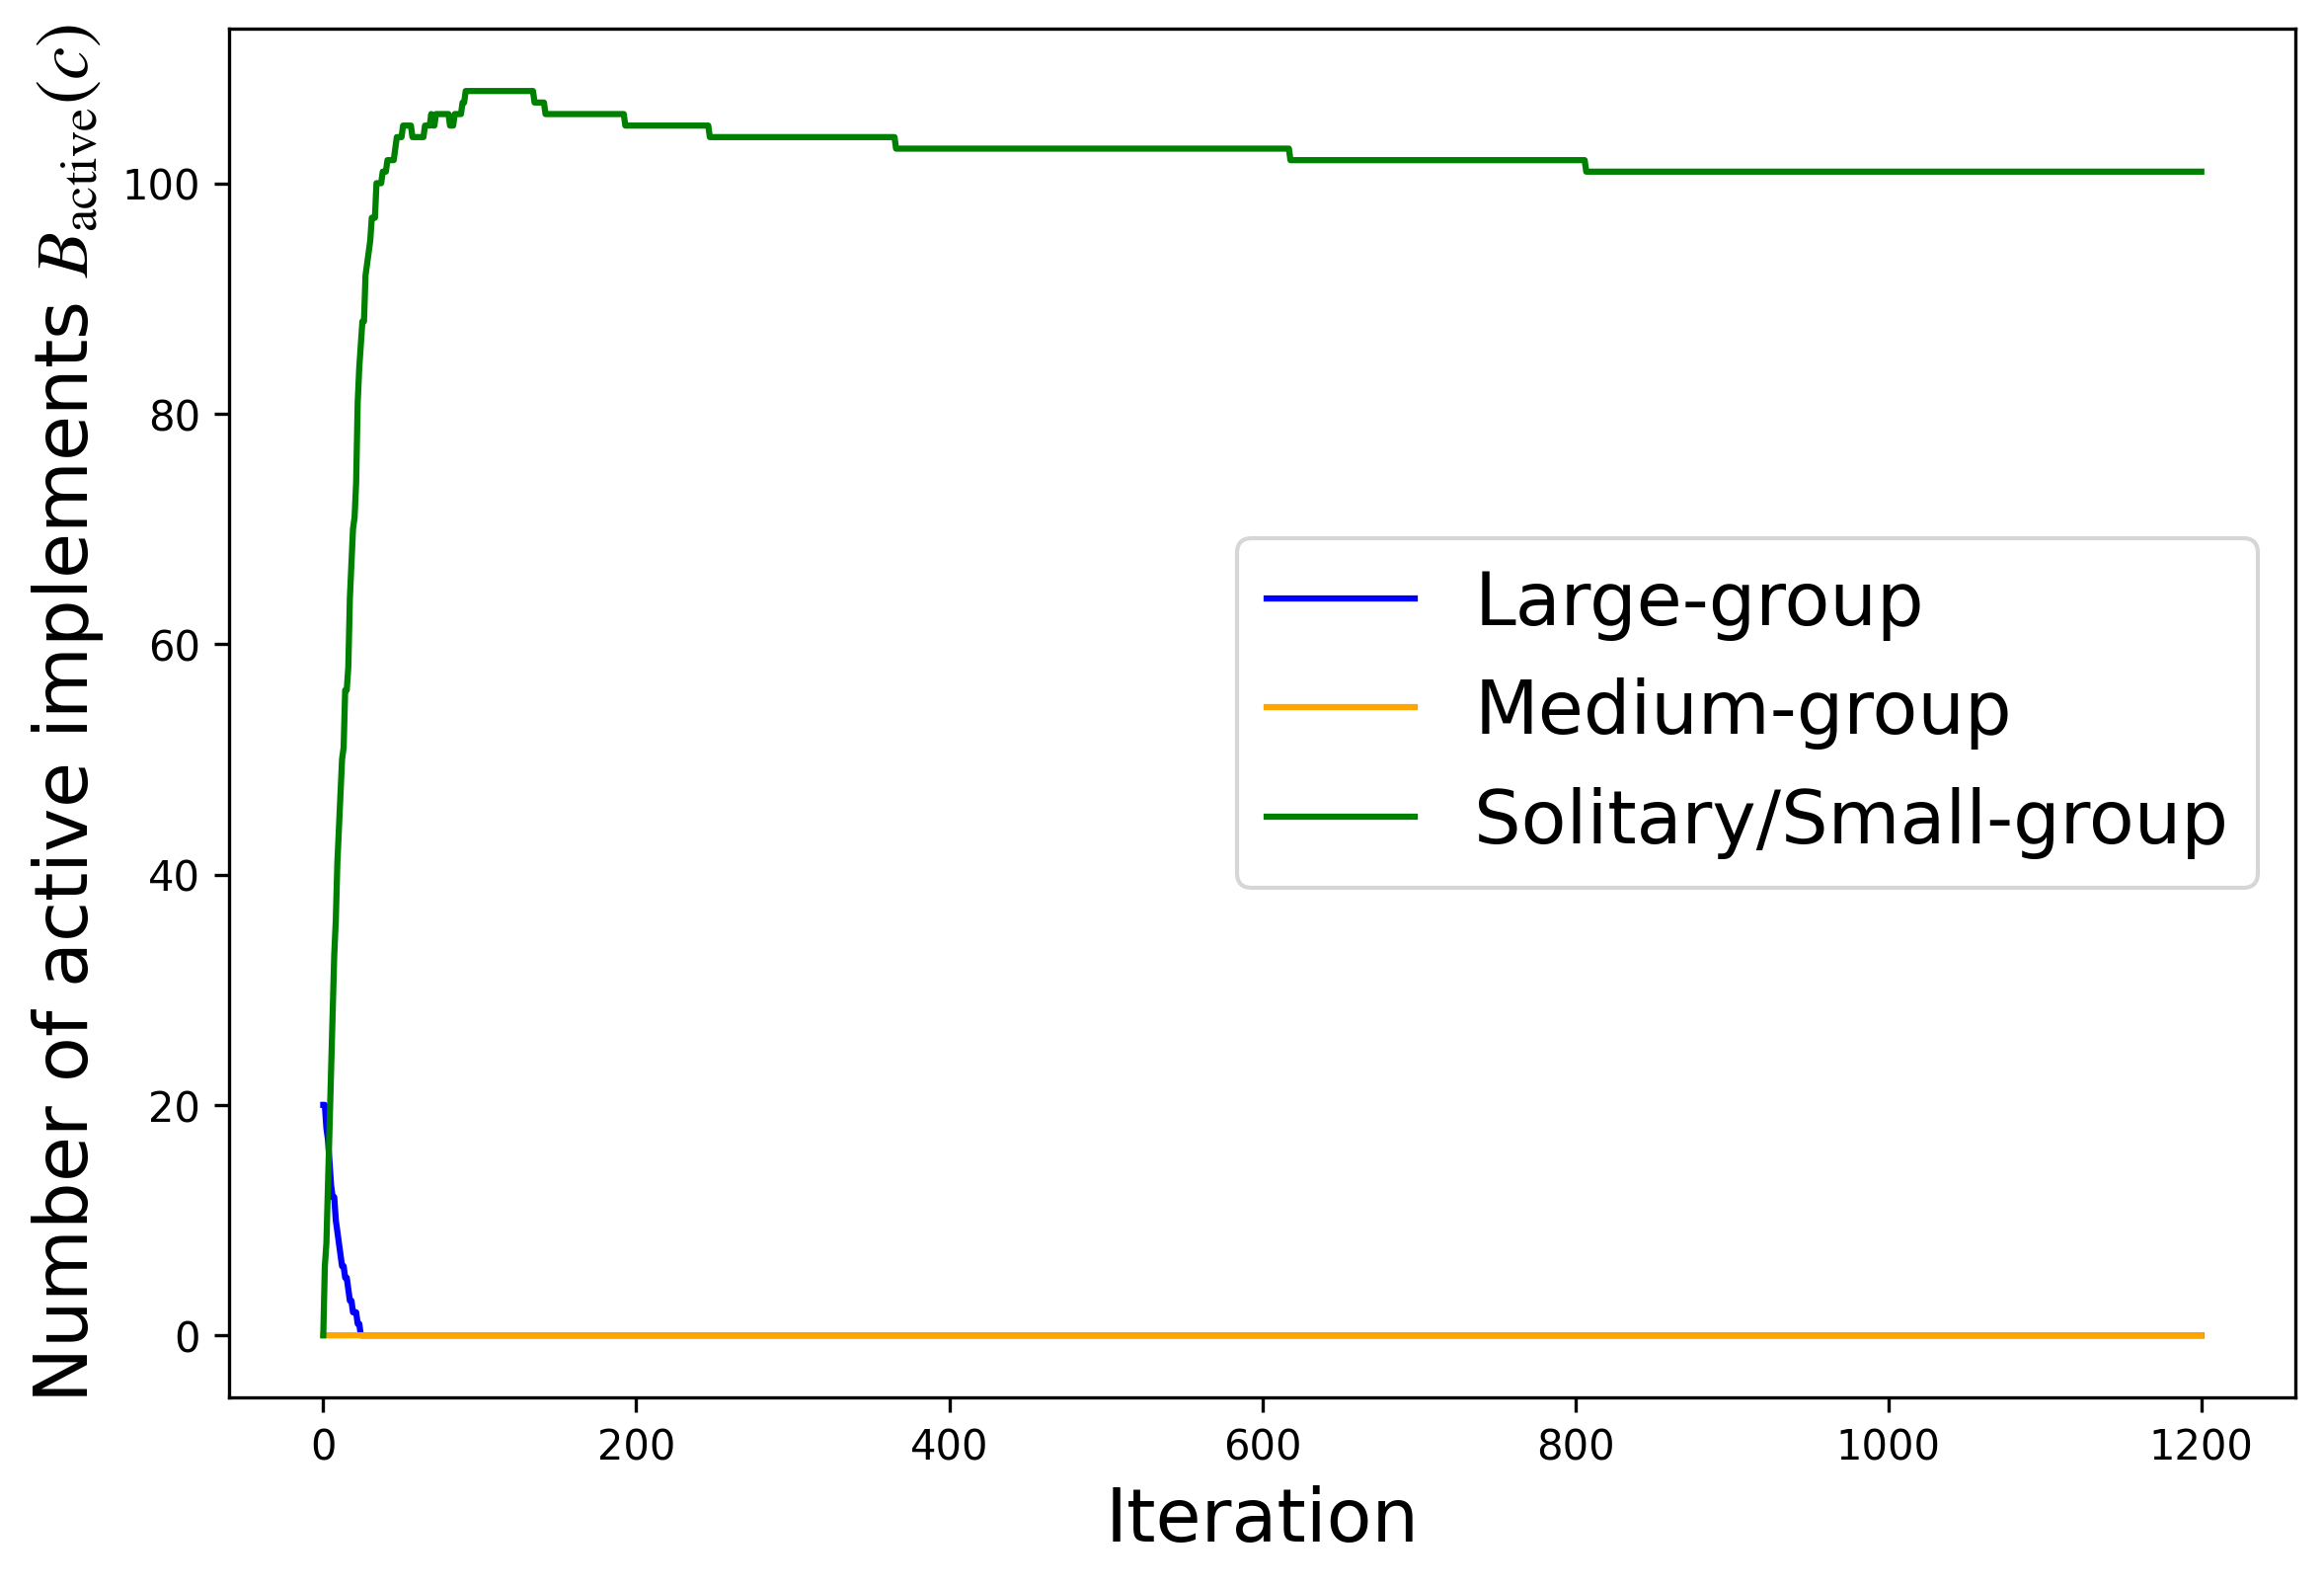 Number of active implements B_active(c)
100
80
60
40
20
0
0 200 400 600 800 1000 1200
Iteration
Large-group
Medium-group
Solitary/Small-group